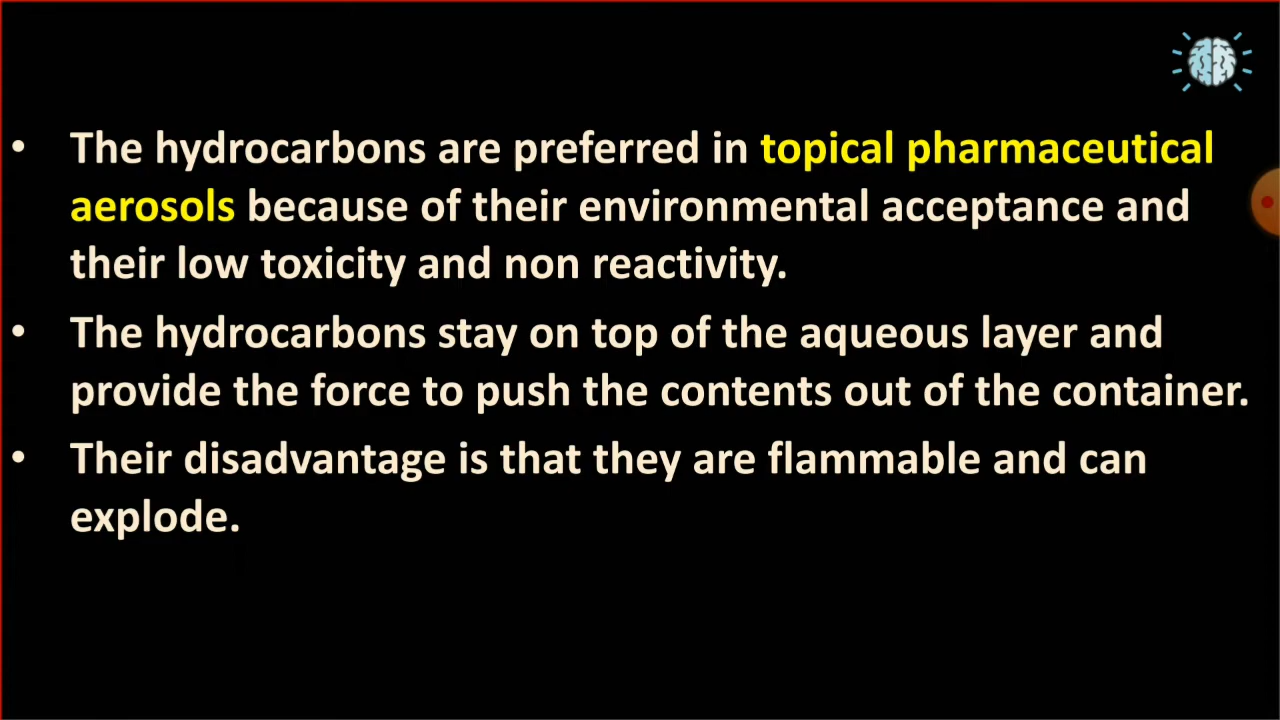 • The hydrocarbons are preferred in topical pharmaceutical
aerosols because of their environmental acceptance and
their low toxicity and non reactivity.
• The hydrocarbons stay on top of the aqueous layer and
provide the force to push the contents out of the container.
• Their disadvantage is that they are flammable and can
explode.